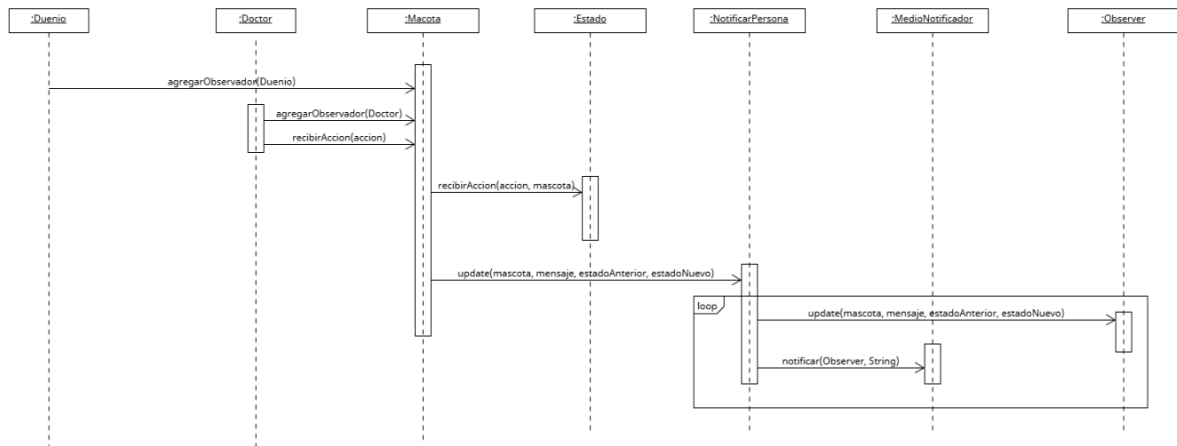 :Duenio
:Doctor
:Macota
:Estado
:NotificarPersona
:MedioNotificador
:Observer
agregarObservador(Duenio)
agregarObservador(Doctor)
recibirAccion(accion)
recibirAccion(accion, mascota)
update(mascota, mensaje, estadoAnterior, estadoNuevo)
loop
update(mascota, mensaje, estadoAnterior, estadoNuevo)
notificar(Observer, String)